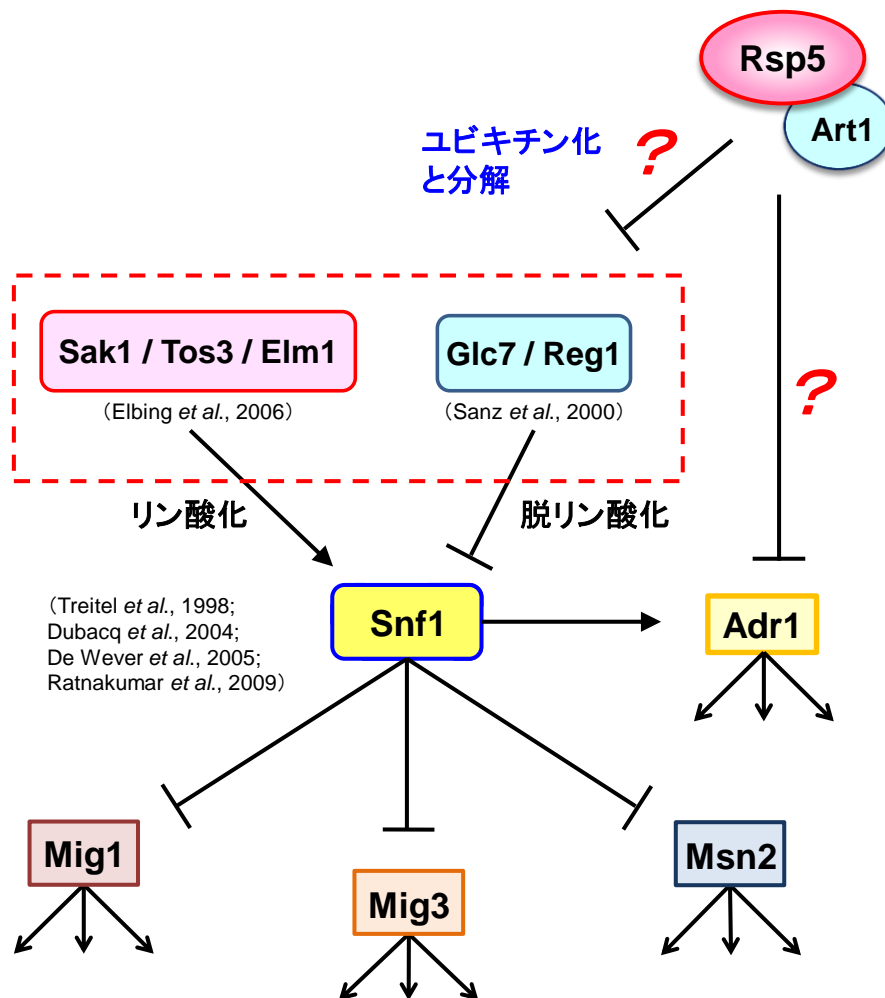 Rsp5
Art1
ユビキチン化
と分解
?
Sak1 / Tos3 / Elm1
Glc7 / Reg1
(Elbing et al., 2006)
(Sanz et al., 2000)
?
リン酸化
脱リン酸化
(Treitel et al., 1998;
Dubacq et al., 2004;
De Wever et al., 2005;
Ratnakumar et al., 2009)
Snf1
Adr1
Mig1
Mig3
Msn2